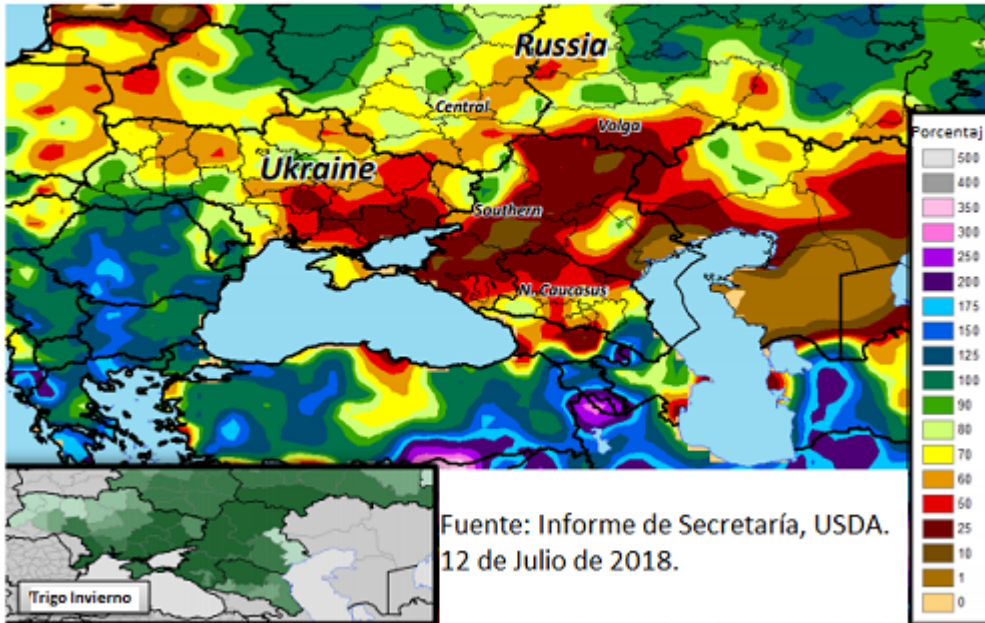 Russia
Central
Volga
Ukraine
Southern
N. Caucasus
Porcentaj
500
400
350
300
250
200
175
150
125
100
90
80
70
60
50
25
10
1
0
Fuente: Informe de Secretaría, USDA.
12 de Julio de 2018.
Trigo Invierno